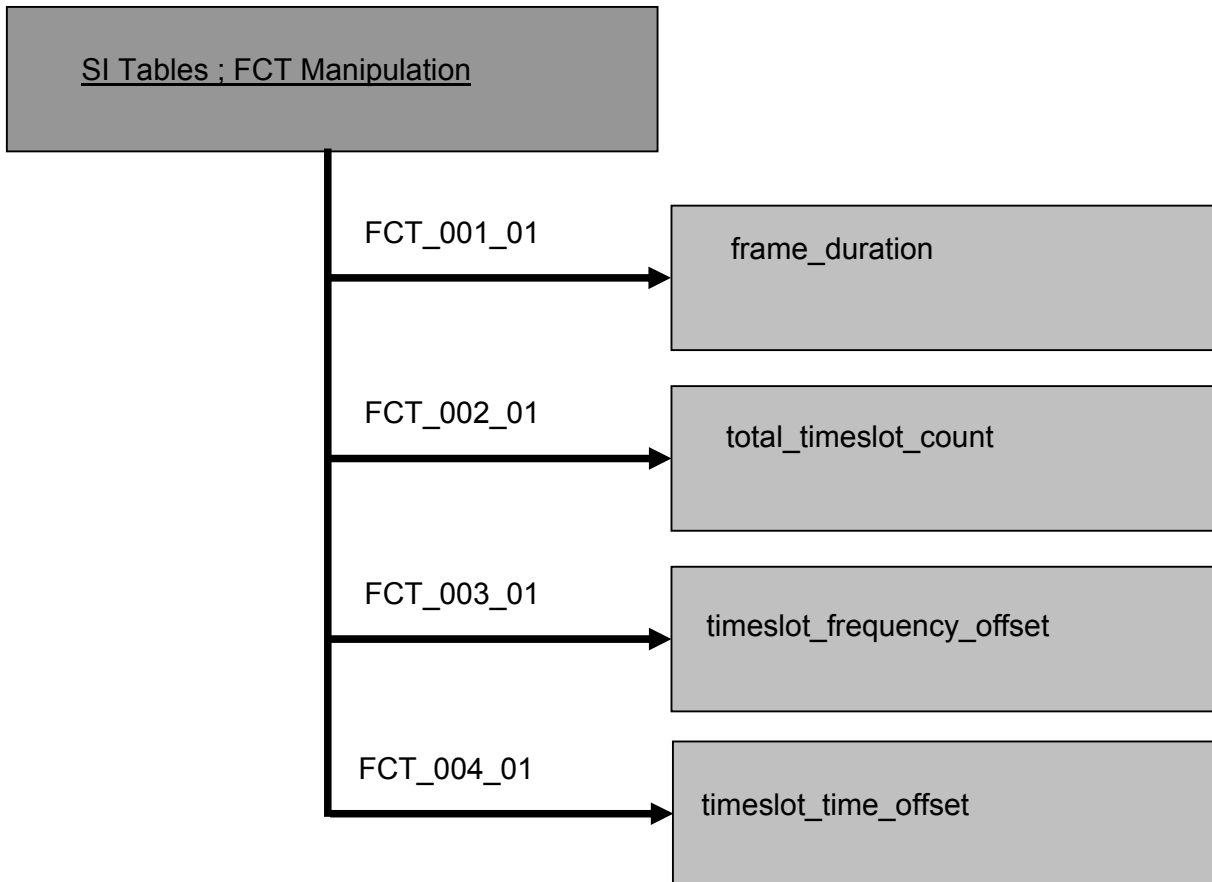 SI Tables ; FCT Manipulation
FCT_001_01
frame_duration
FCT_002_01
total_timeslot_count
FCT_003_01
timeslot_frequency_offset
FCT_004_01
timeslot_time_offset